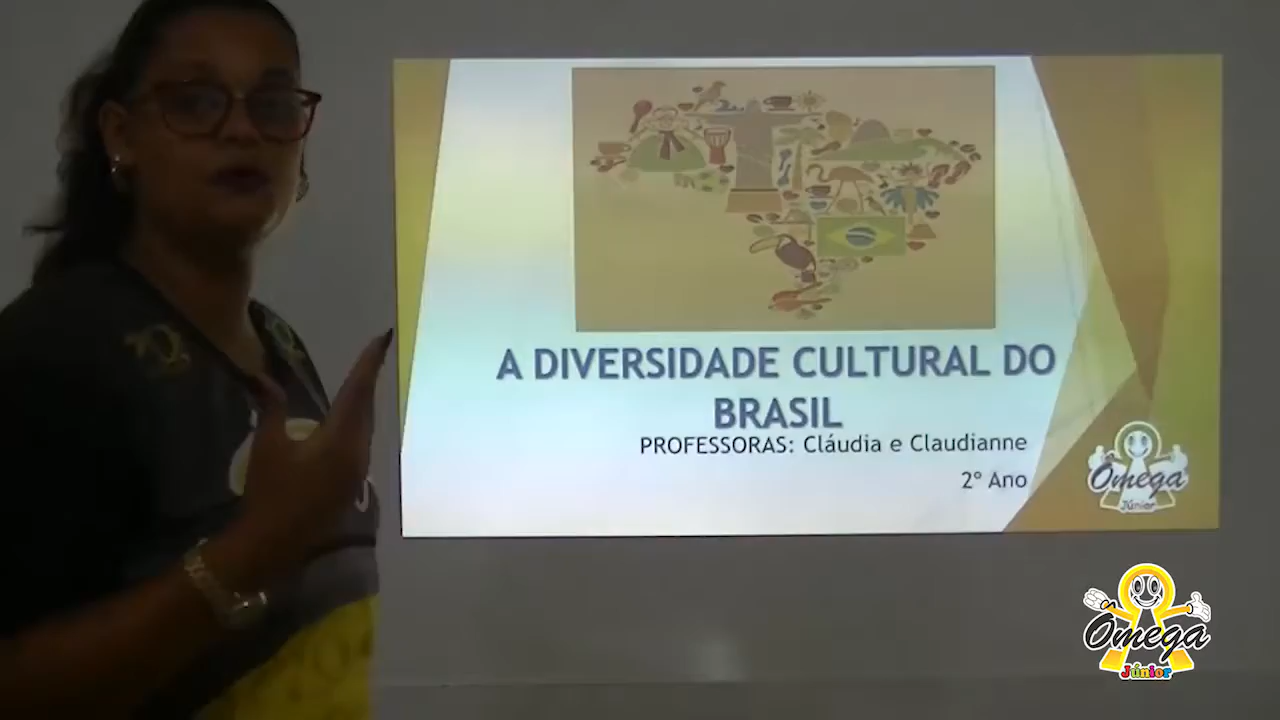 A DIVERSIDADE CULTURAL DO
BRASIL
PROFESSORAS: Cláudia e Claudianne
2º Ano
Ômega
Júnior
Ômega
Júnior